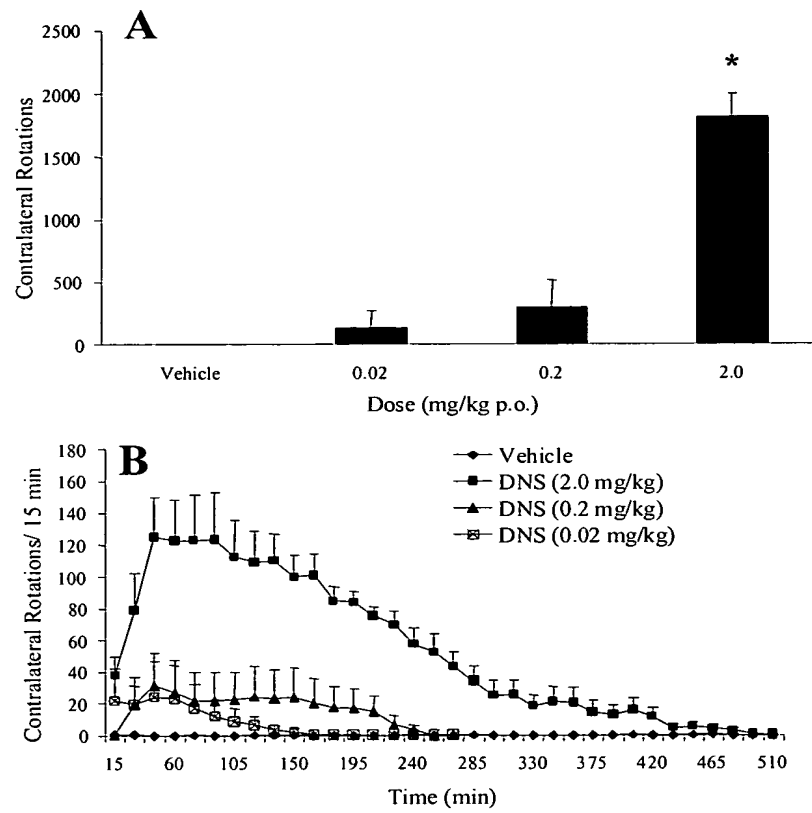 A
2500
2000
1500
1000
500
0
Contralateral Rotations
*
Vehicle 0.02 0.2 2.0
Dose (mg/kg p.o.)
B
180
160
140
120
100
80
60
40
20
0
Contralateral Rotations/ 15 min
Vehicle
DNS (2.0 mg/kg)
DNS (0.2 mg/kg)
DNS (0.02 mg/kg)
15 60 105 150 195 240 285 330 375 420 465 510
Time (min)